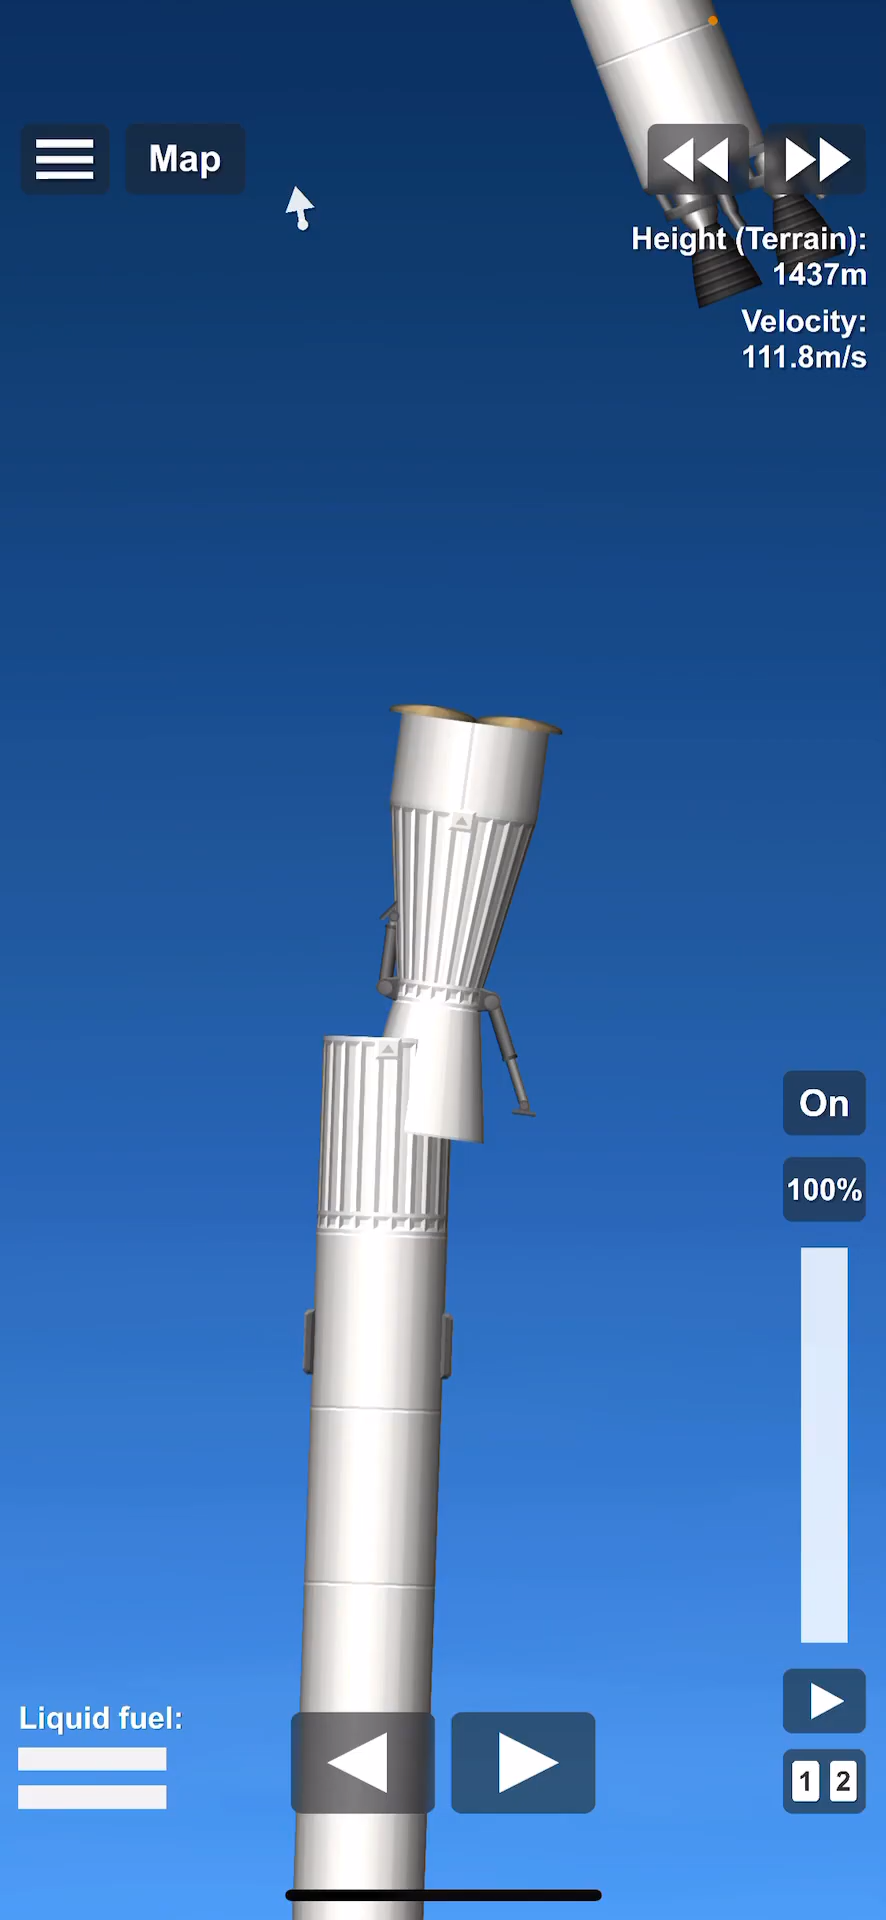 Map
Height (Terrain):
1437m
Velocity:
111.8m/s
On
100%
Liquid fuel:
1 2